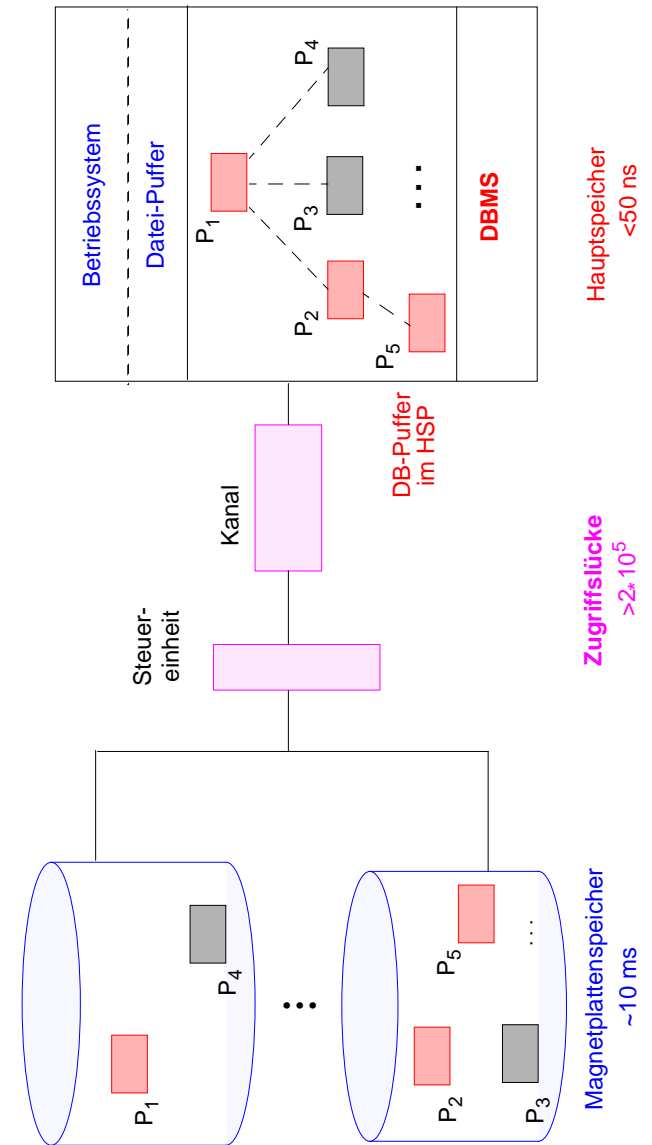 P1
P4
P2
P3
P5
. . .
Magnetplattenspeicher
~10 ms
Steuer-
einheit
Kanal
Zugriffslücke
>2*10^5
DB-Puffer
im HSP
Betriebssystem
Datei-Puffer
P1
P2
P3
P4
P5
DBMS
Hauptspeicher
<50 ns